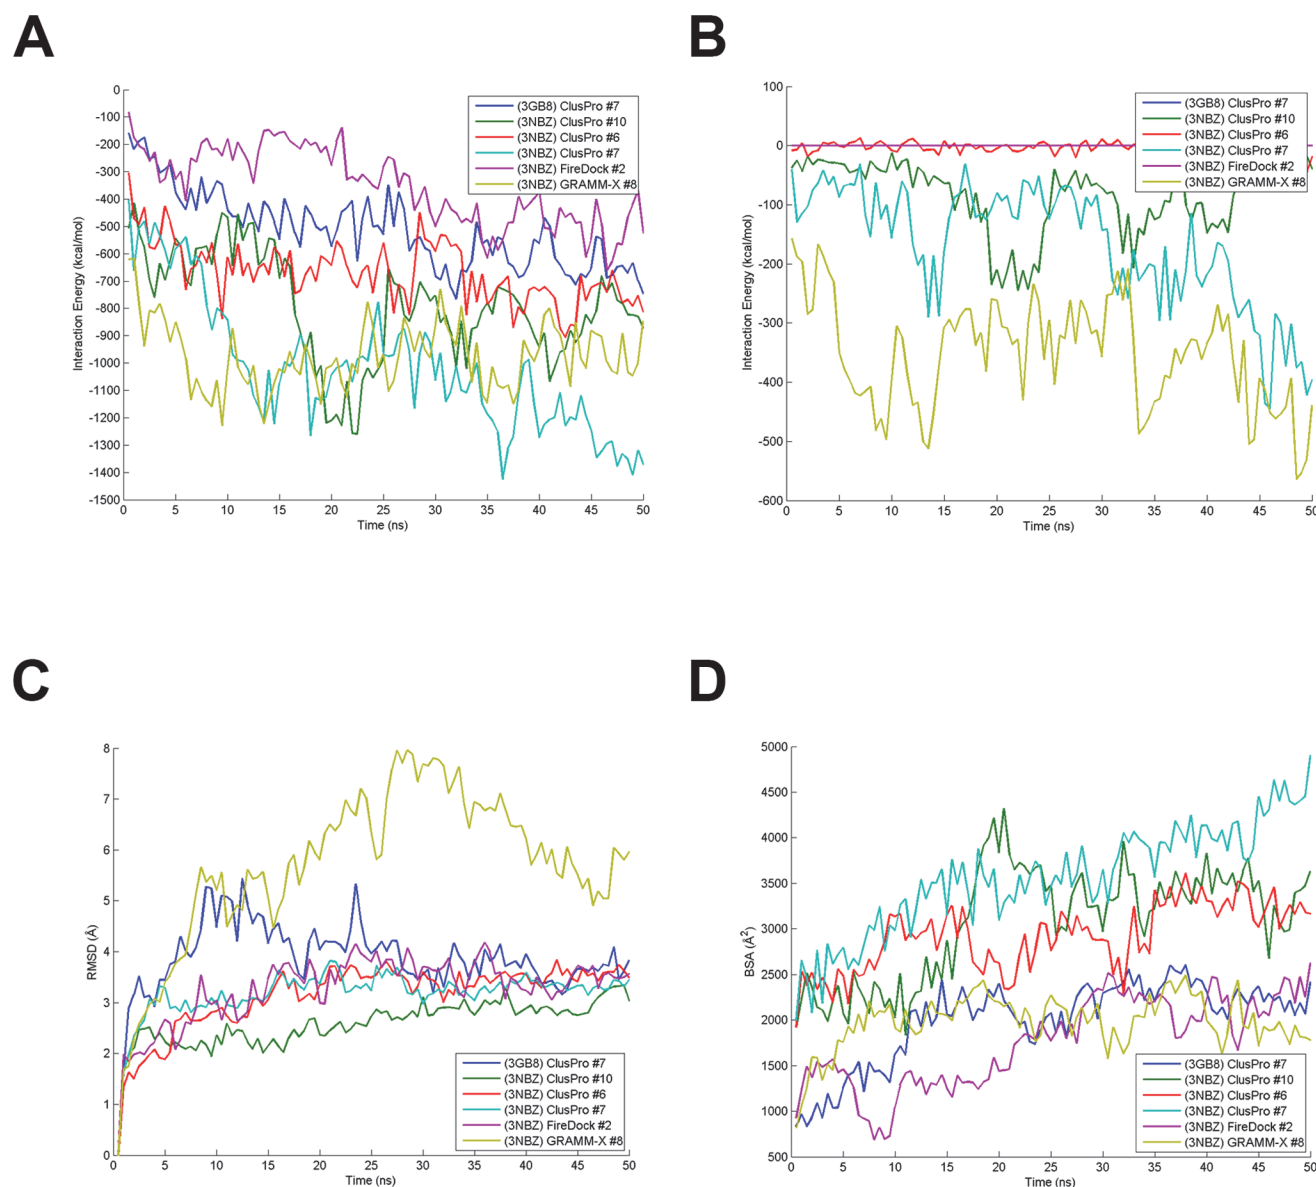 A
0
-100
-200
-300
-400
-500
-600
-700
-800
-900
-1000
-1100
-1200
-1300
-1400
-1500
Interaction Energy (kcal/mol)
0 5 10 15 20 25 30 35 40 45 50
Time (ns)
(3GB8) ClusPro #7
(3NBZ) ClusPro #10
(3NBZ) ClusPro #6
(3NBZ) ClusPro #7
(3NBZ) FireDock #2
(3NBZ) GRAMM-X #8
B
100
0
-100
-200
-300
-400
-500
-600
Interaction Energy (kcal/mol)
0 5 10 15 20 25 30 35 40 45 50
Time (ns)
(3GB8) ClusPro #7
(3NBZ) ClusPro #10
(3NBZ) ClusPro #6
(3NBZ) ClusPro #7
(3NBZ) FireDock #2
(3NBZ) GRAMM-X #8
C
8
7
6
5
4
3
2
1
0
RMSD (Å)
0 5 10 15 20 25 30 35 40 45 50
Time (ns)
(3GB8) ClusPro #7
(3NBZ) ClusPro #10
(3NBZ) ClusPro #6
(3NBZ) ClusPro #7
(3NBZ) FireDock #2
(3NBZ) GRAMM-X #8
D
5000
4500
4000
3500
3000
2500
2000
1500
1000
500
BSA (Å²)
0 5 10 15 20 25 30 35 40 45 50
Time (ns)
(3GB8) ClusPro #7
(3NBZ) ClusPro #10
(3NBZ) ClusPro #6
(3NBZ) ClusPro #7
(3NBZ) FireDock #2
(3NBZ) GRAMM-X #8